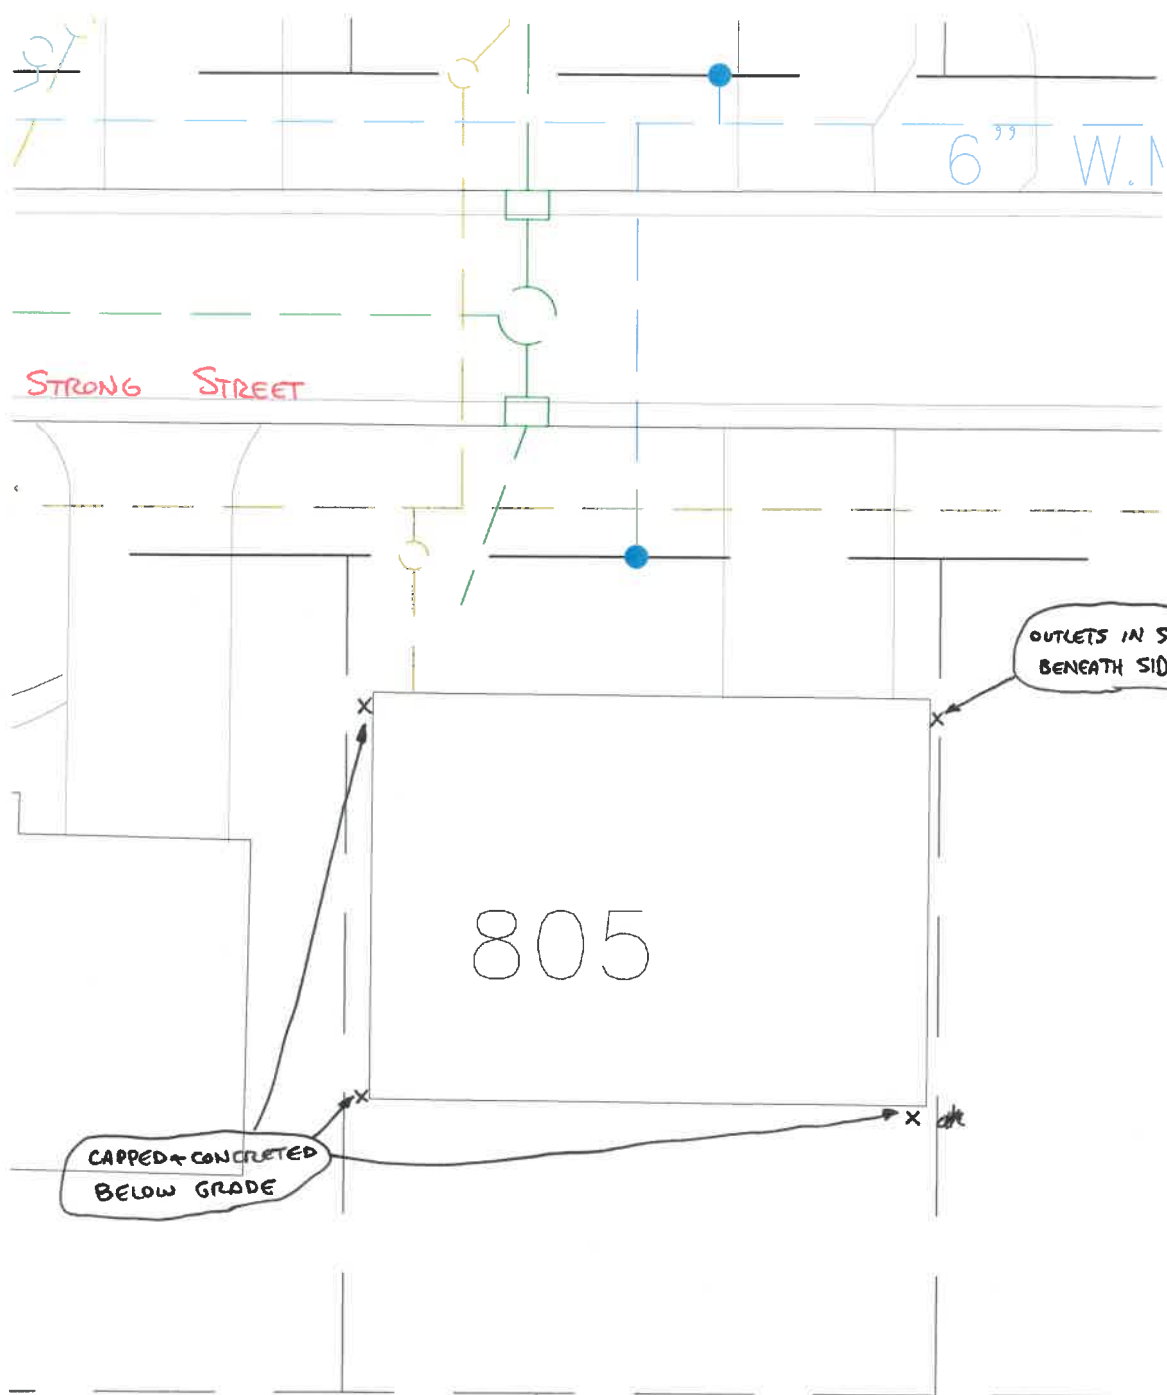 6" W.
STRONG STREET
OUTLETS IN
BENEATH
805
CAPPED + CONCRETED
BELOW GRADE